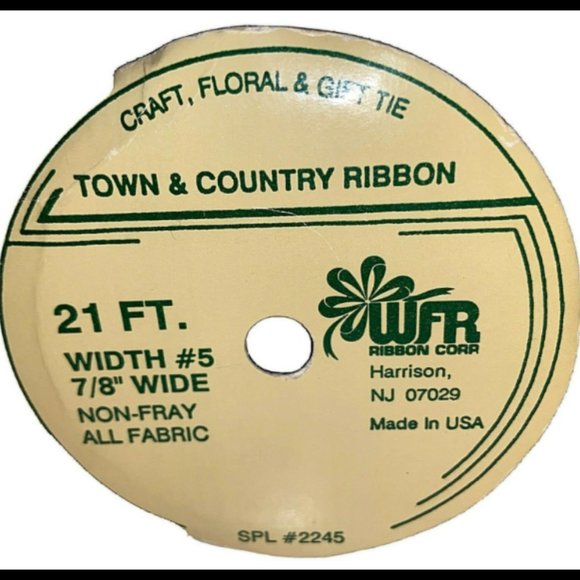 CRAFT, FLORAL & GIFT TIE
TOWN & COUNTRY RIBBON
21 FT.
WIDTH #5
7/8" WIDE
NON-FRAY
ALL FABRIC
WFR
RIBBON CORP
Harrison,
NJ 07029
Made In USA
SPL #2245